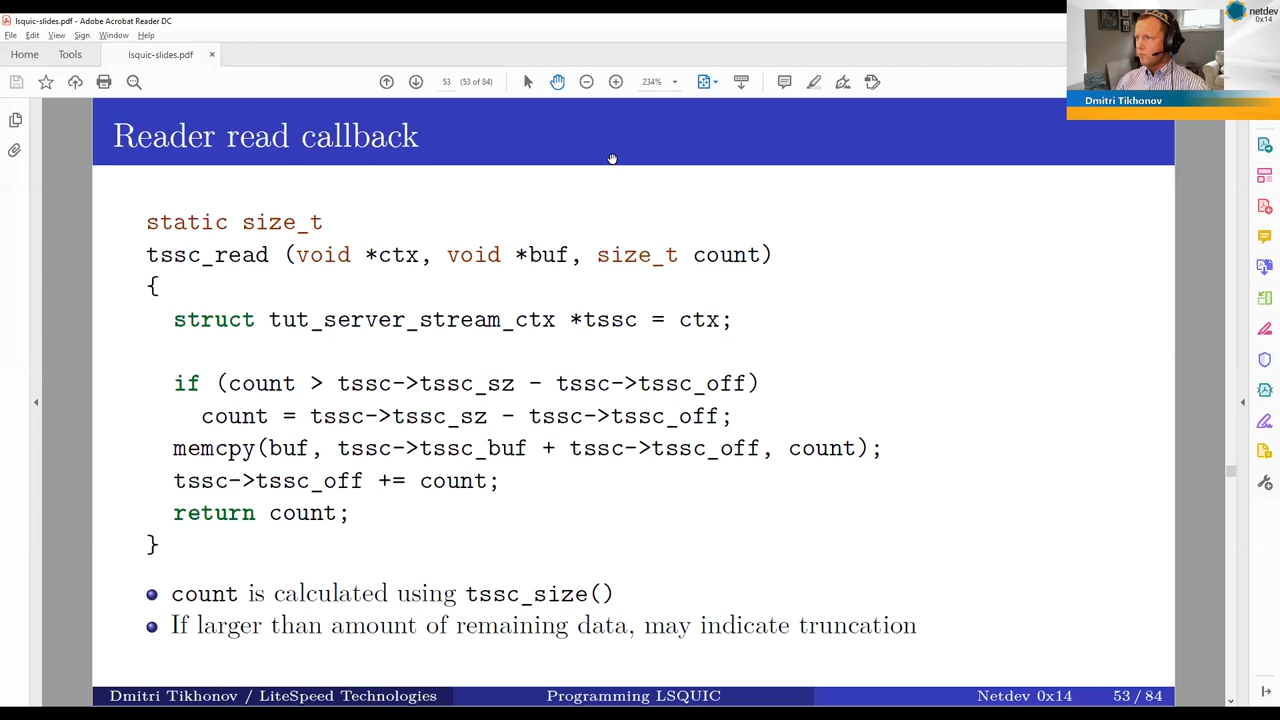 lsquic-slides.pdf - Adobe Acrobat Reader DC
File Edit View Sign Window Help
Home Tools lsquic-slides.pdf ×
53 (53 of 84) 234%
netdev
0x14
Dmitri Tikhonov
Reader read callback
static size_t
tssc_read (void *ctx, void *buf, size_t count)
{
struct tut_server_stream_ctx *tssc = ctx;
if (count > tssc->tssc_sz - tssc->tssc_off)
count = tssc->tssc_sz - tssc->tssc_off;
memcpy(buf, tssc->tssc_buf + tssc->tssc_off, count);
tssc->tssc_off += count;
return count;
}
count is calculated using tssc_size()
If larger than amount of remaining data, may indicate truncation
Dmitri Tikhonov / LiteSpeed Technologies Programming LSQUIC Netdev 0x14 53 / 84